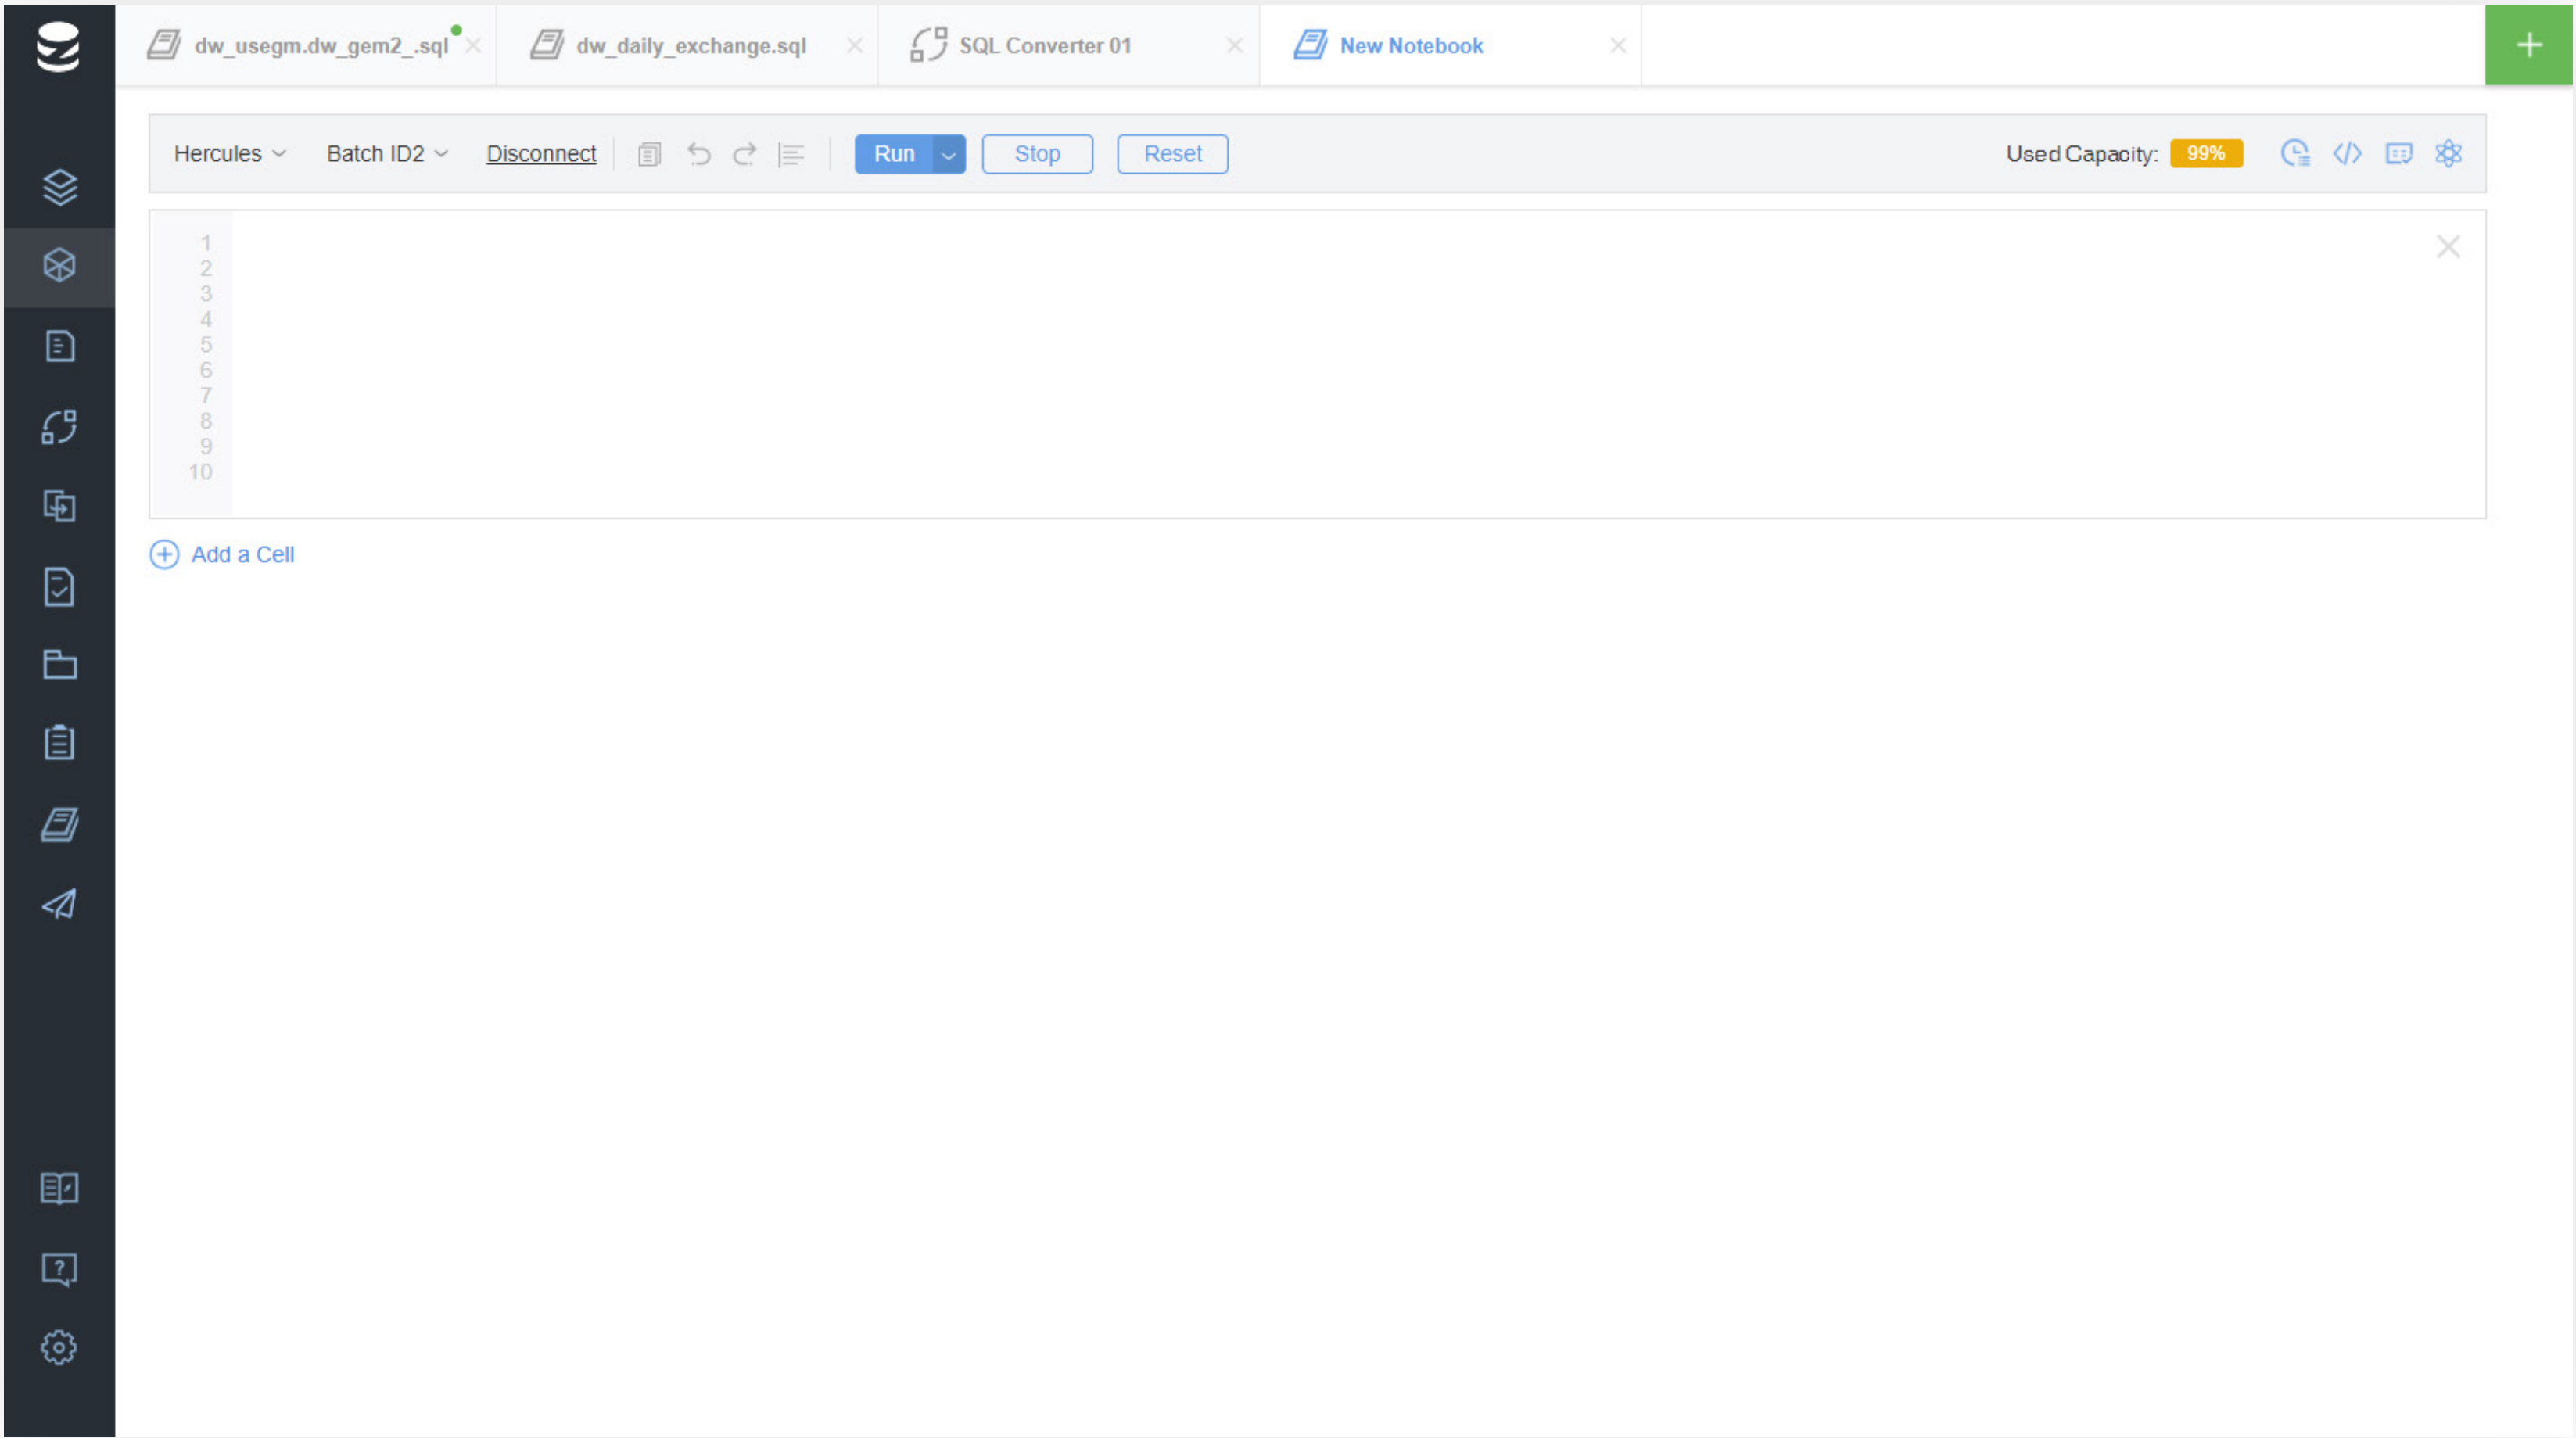 dw_usegm.dw_gem2_.sql
dw_daily_exchange.sql
SQL Converter 01
New Notebook
Hercules
Batch ID2
Disconnect
Run
Stop
Reset
Used Capacity: 99%
1
2
3
4
5
6
7
8
9
10
Add a Cell